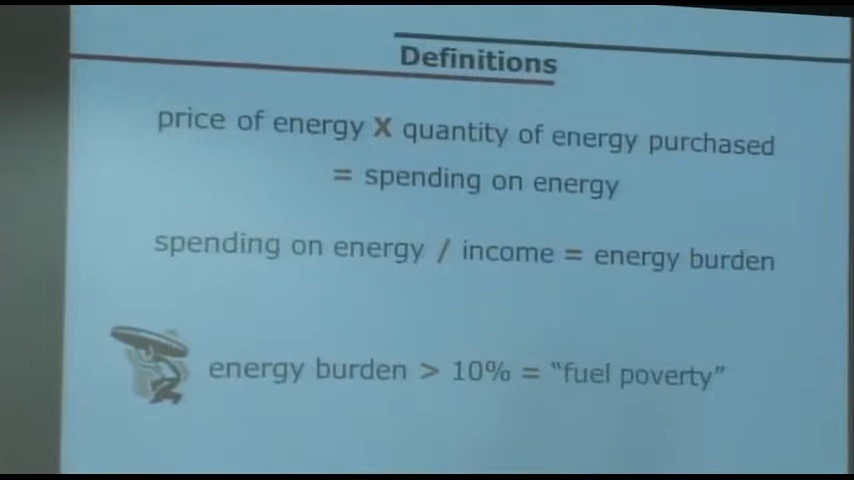 Definitions
price of energy X quantity of energy purchased
= spending on energy
spending on energy / income = energy burden
energy burden > 10% = “fuel poverty”